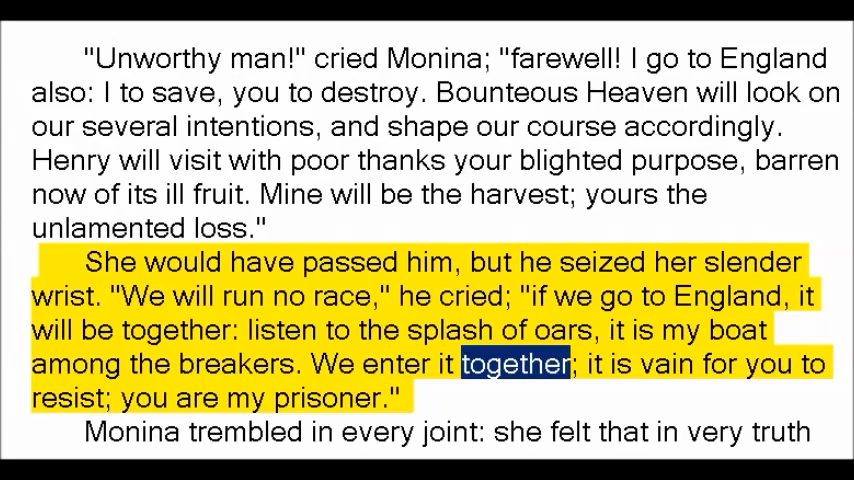 "Unworthy man!" cried Monina; "farewell! I go to England
also: I to save, you to destroy. Bounteous Heaven will look on
our several intentions, and shape our course accordingly.
Henry will visit with poor thanks your blighted purpose, barren
now of its ill fruit. Mine will be the harvest; yours the
unlamented loss."
She would have passed him, but he seized her slender
wrist. "We will run no race," he cried; "if we go to England, it
will be together: listen to the splash of oars, it is my boat
among the breakers. We enter it together; it is vain for you to
resist; you are my prisoner."
Monina trembled in every joint: she felt that in very truth